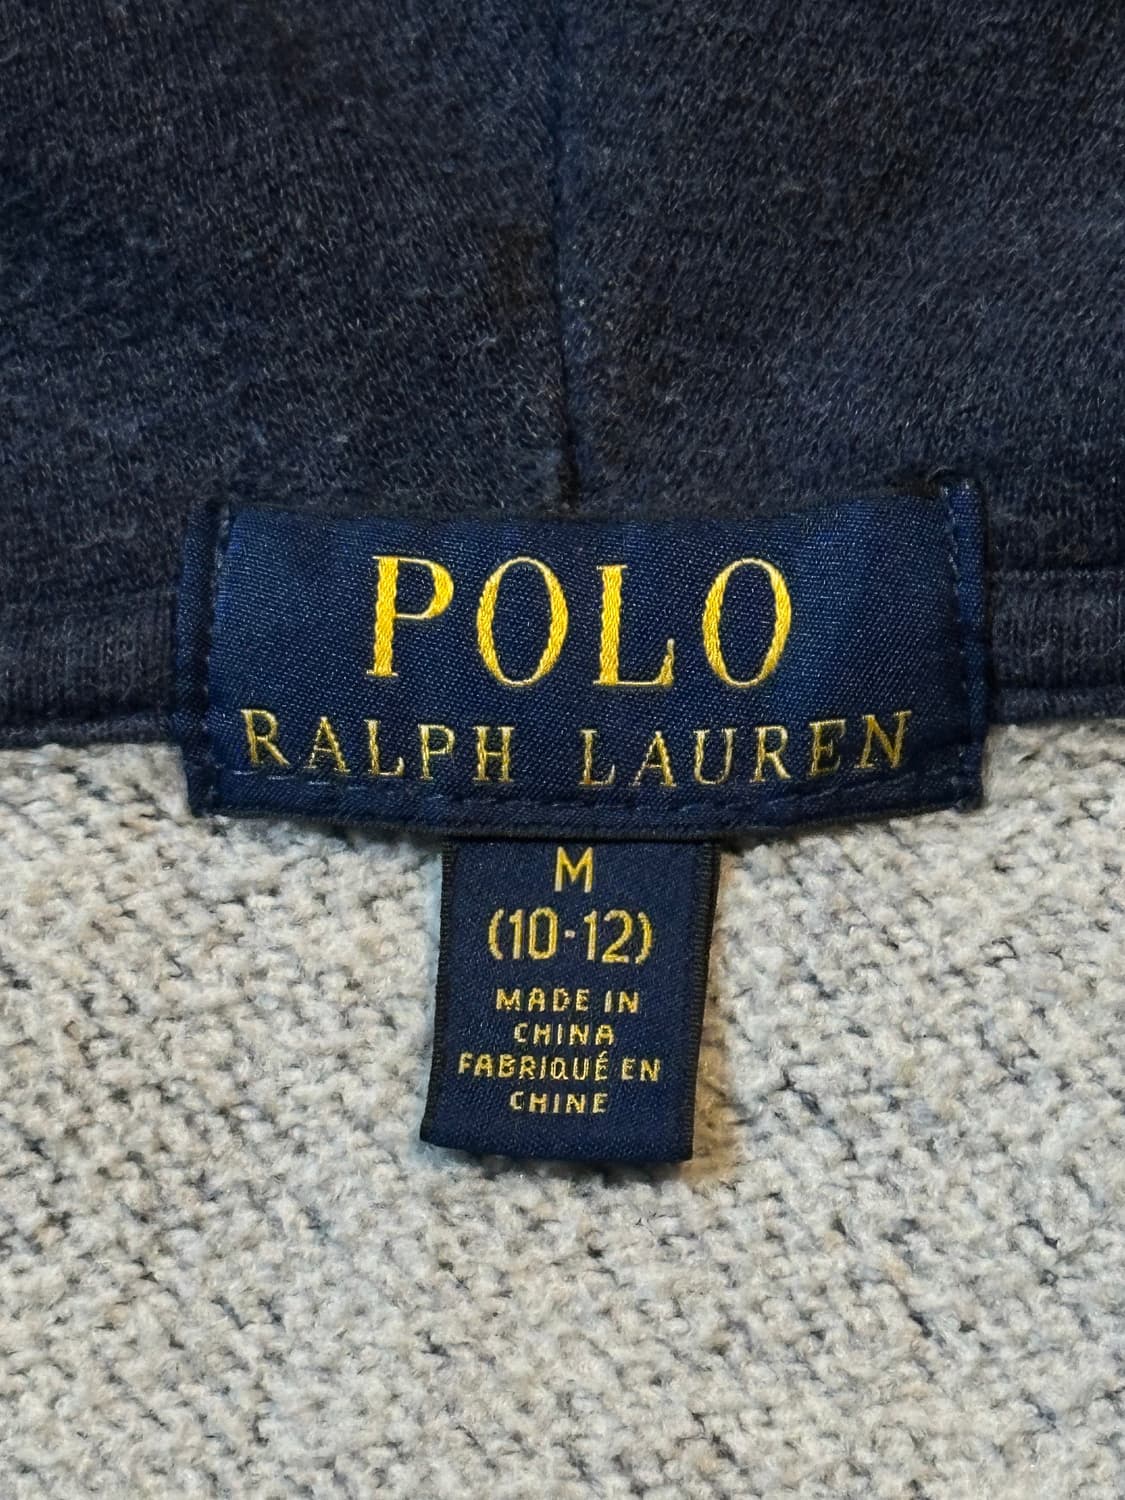 POLO
RALPH LAUREN
M
(10-12)
MADE IN
CHINA
FABRIQUÉ EN
CHINE